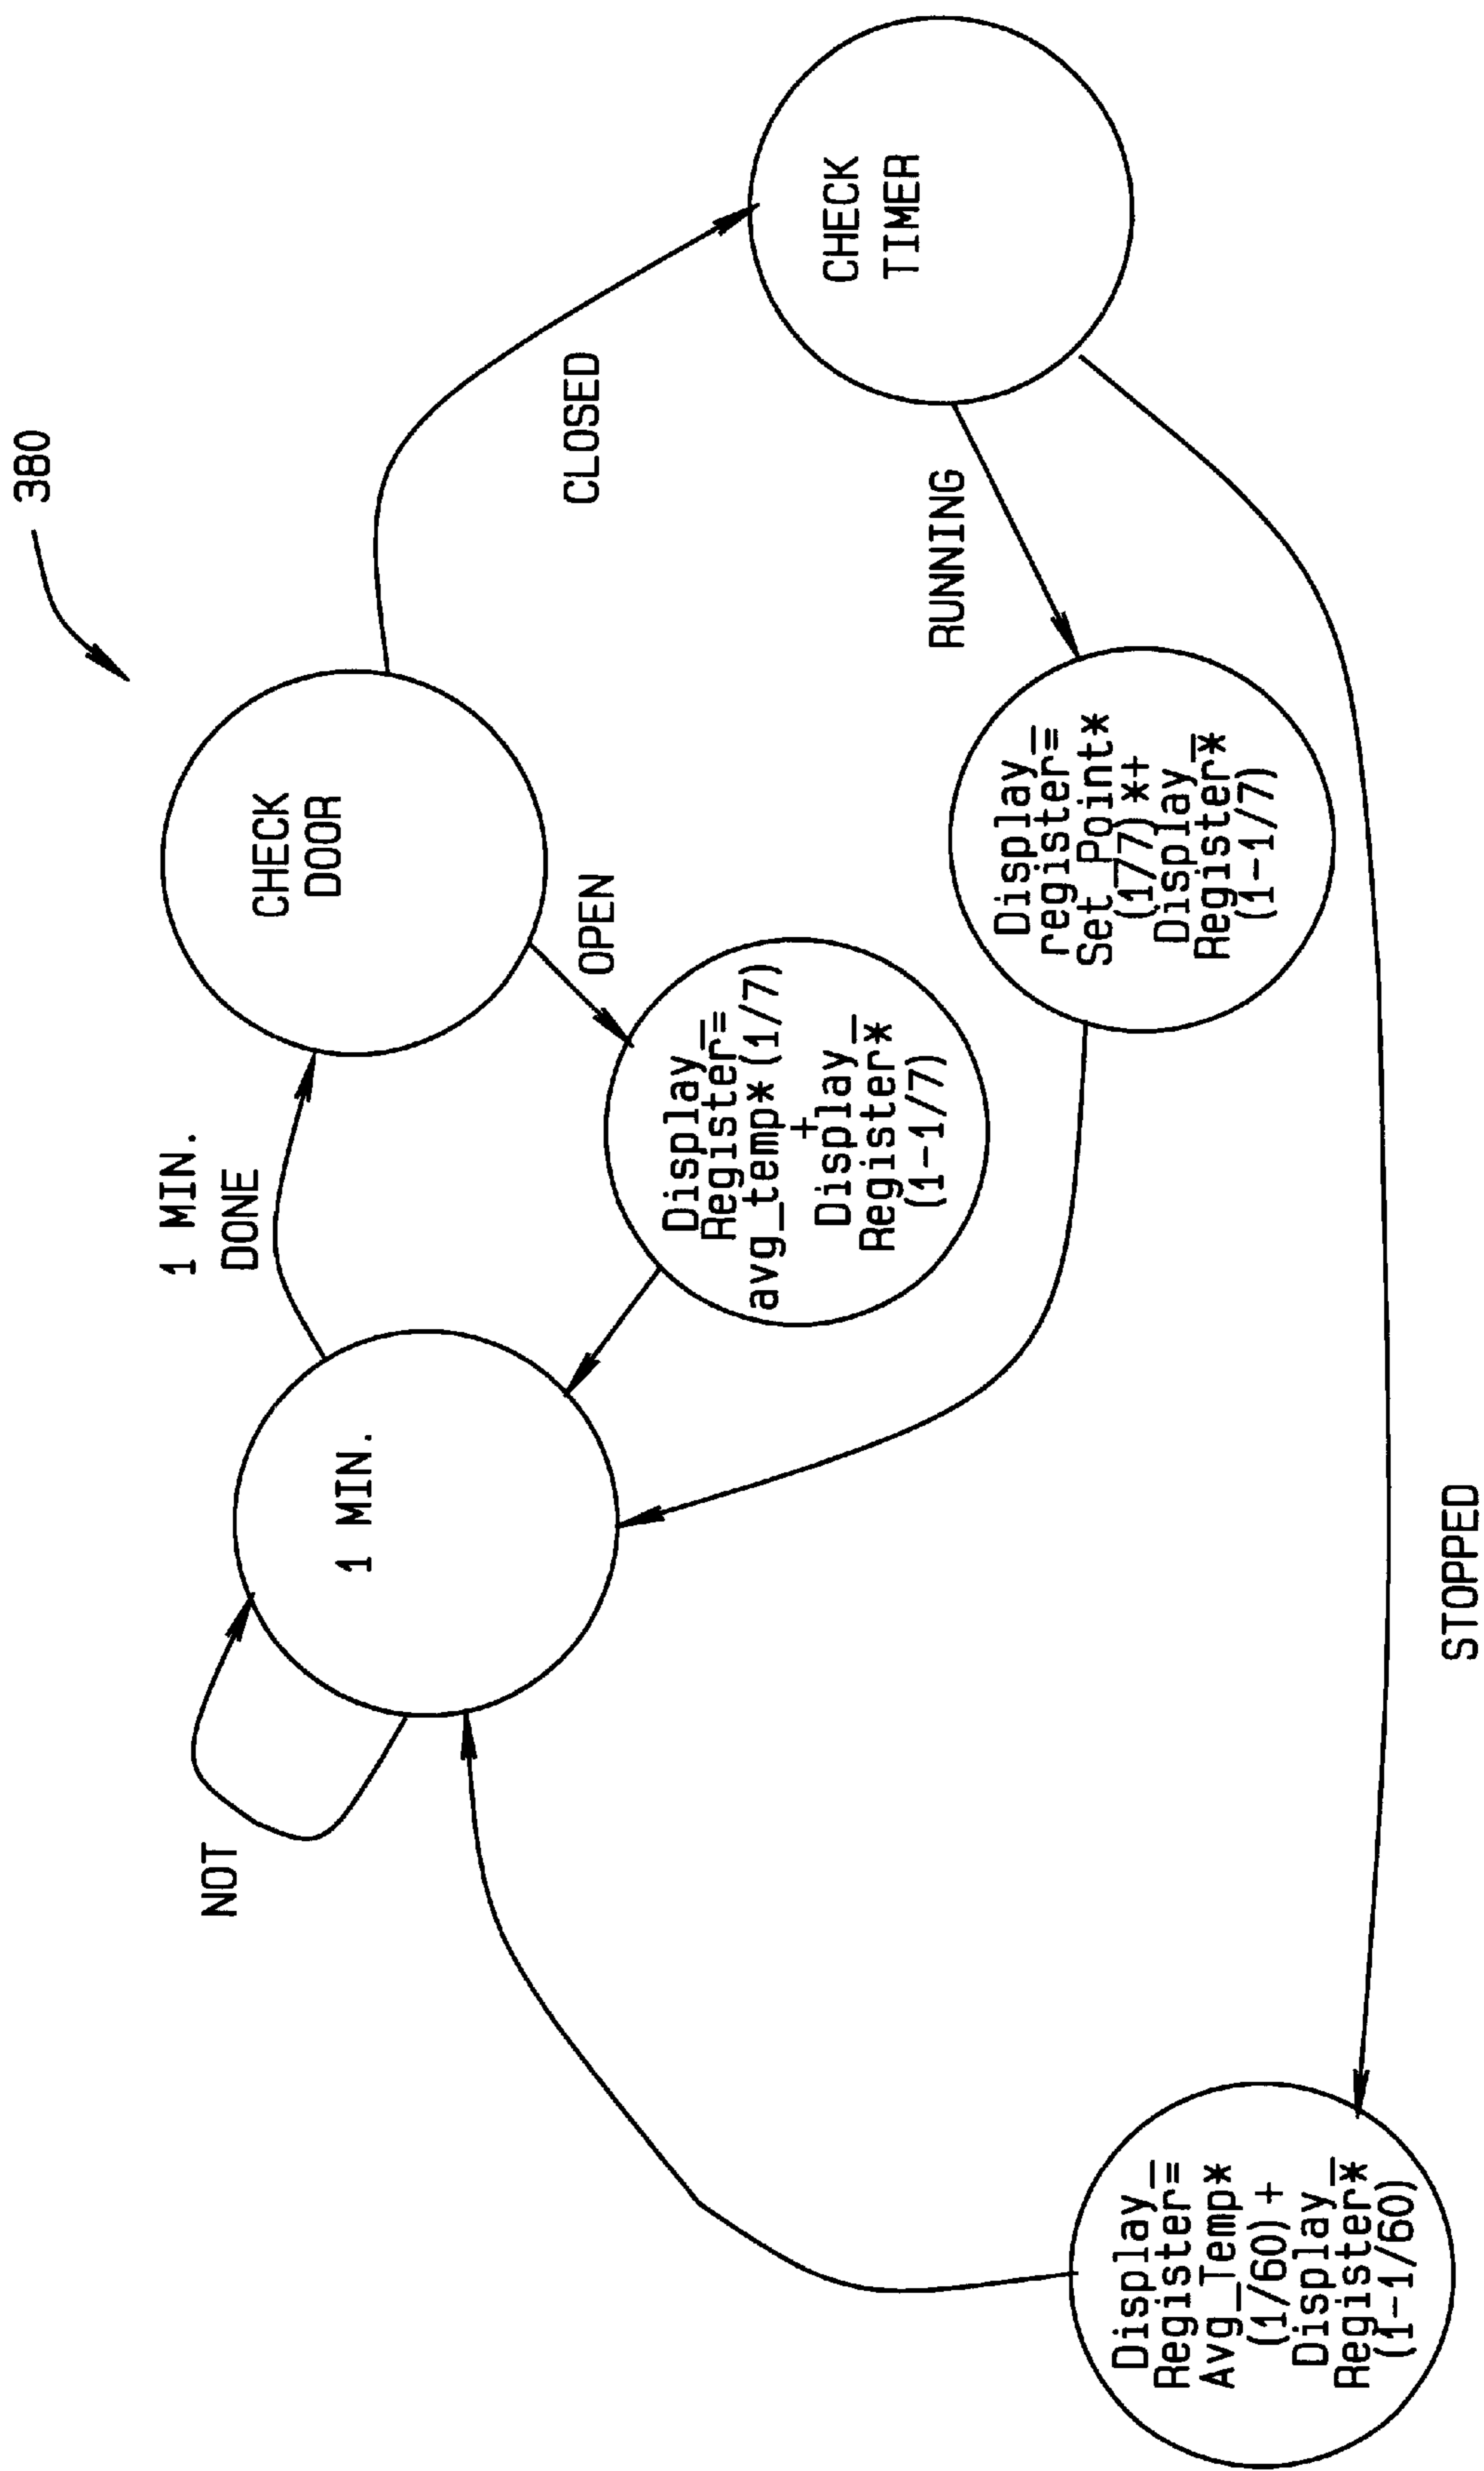 380
1 MIN.
DONE
NOT
CHECK
DOOR
1 MIN.
CLOSED
OPEN
Display_
Register=
avg_temp*(1/7)
+
Display_
Register*
(1-1/7)
CHECK
TIMER
RUNNING
Display_
register=
Set_Point*
(1/7)*+
Display_
Register*
(1-1/7)
Display_
Register=
Avg_Temp*
(1/60)+
Display_
Register*
(1-1/60)
STOPPED